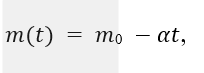 m(t) = m₀ − αt,